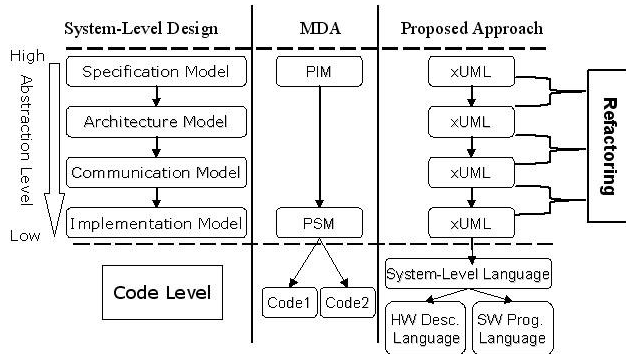 System-Level Design
MDA
Proposed Approach
High
Abstraction Level
Low
Specification Model
Architecture Model
Communication Model
Implementation Model
Code Level
PIM
PSM
Code1
Code2
xUML
xUML
xUML
xUML
Refactoring
System-Level Language
HW Desc.
Language
SW Prog.
Language